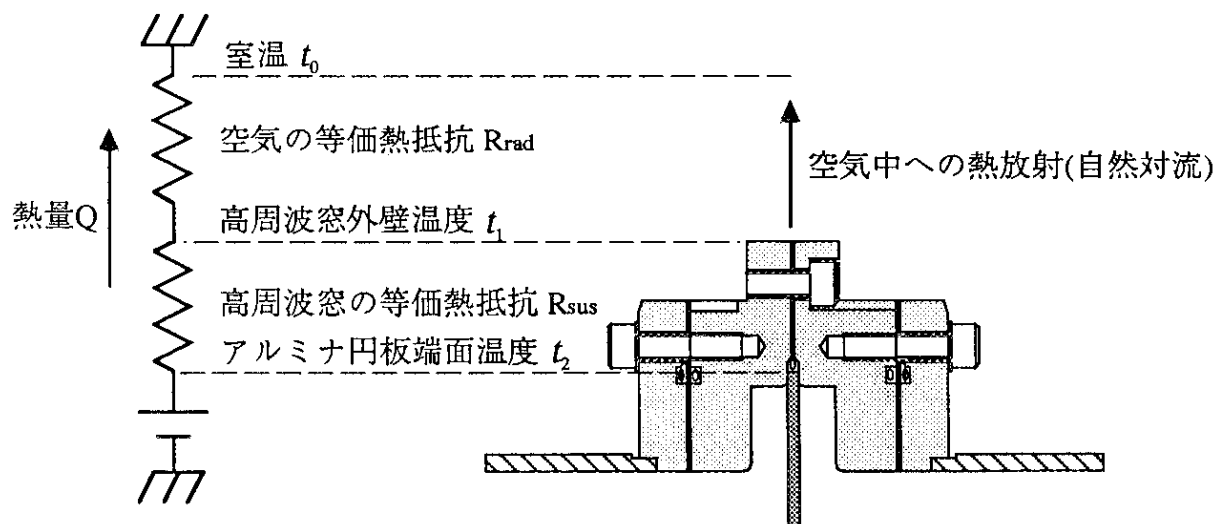 室温 t0
空気の等価熱抵抗 Rrad
空気中への熱放射(自然対流)
熱量Q
高周波窓外壁温度 t1
高周波窓の等価熱抵抗 Rsus
アルミナ円板端面温度 t2